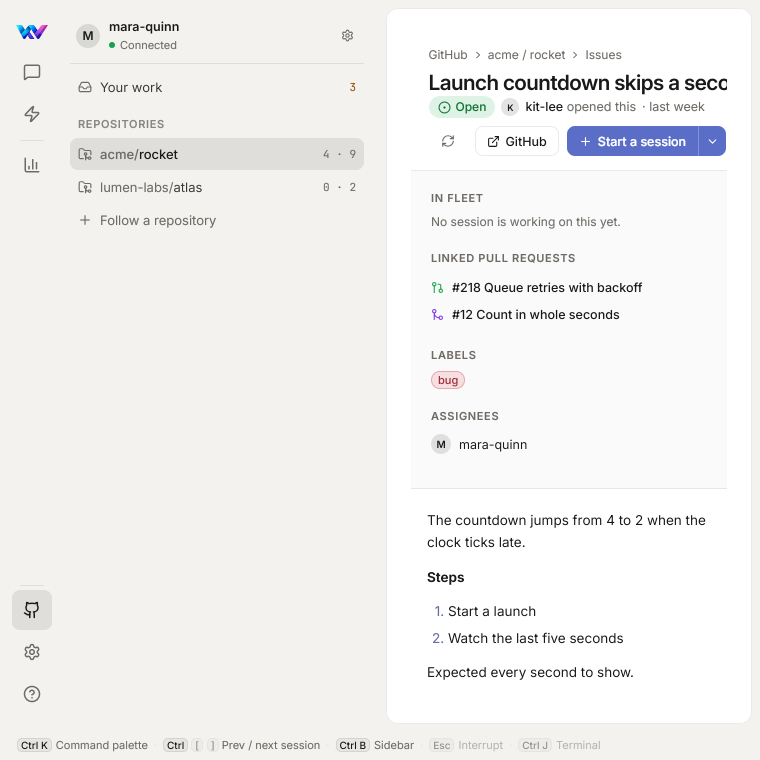 M mara-quinn
Connected
Your work 3
REPOSITORIES
acme/rocket 4 · 9
lumen-labs/atlas 0 · 2
Follow a repository
GitHub > acme / rocket > Issues
Launch countdown skips a seco
Open K kit-lee opened this · last week
GitHub + Start a session
IN FLEET
No session is working on this yet.
LINKED PULL REQUESTS
#218 Queue retries with backoff
#12 Count in whole seconds
LABELS
bug
ASSIGNEES
M mara-quinn
The countdown jumps from 4 to 2 when the
clock ticks late.
Steps
1. Start a launch
2. Watch the last five seconds
Expected every second to show.
Ctrl K Command palette · Ctrl [ ] Prev / next session · Ctrl B Sidebar · Esc Interrupt · Ctrl J Terminal